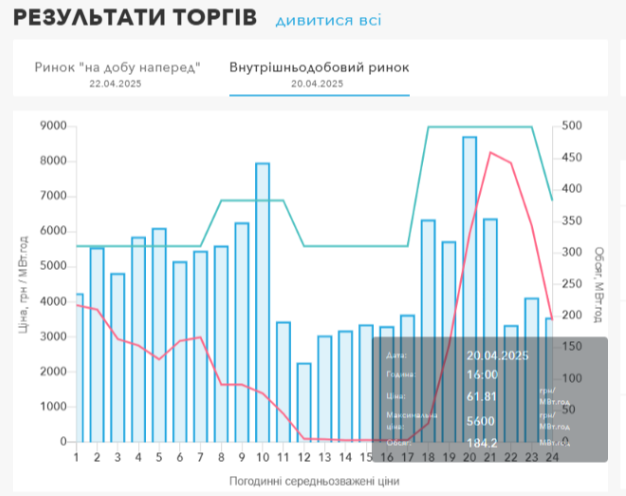 РЕЗУЛЬТАТИ ТОРГІВ дивитися всі
Ринок "на добу наперед" Внутрішньодобовий ринок
22.04.2025 20.04.2025
9000 500
8000 450
7000 400
6000 350
5000 300
4000 250
3000 200
2000 150
1000 100
0 50
0
Ціна, грн / МВт.год
Обсяг, МВт.год
Дата: 20.04.2025
Година: 16:00
Ціна: 61.81 грн/МВт.год
Максимальна ціна: 5600 грн/МВт.год
Обсяг: 184.2 МВт.год
1 2 3 4 5 6 7 8 9 10 11 12 13 14 15 16 17 18 19 20 21 22 23 24
Погодинні середньозважені ціни